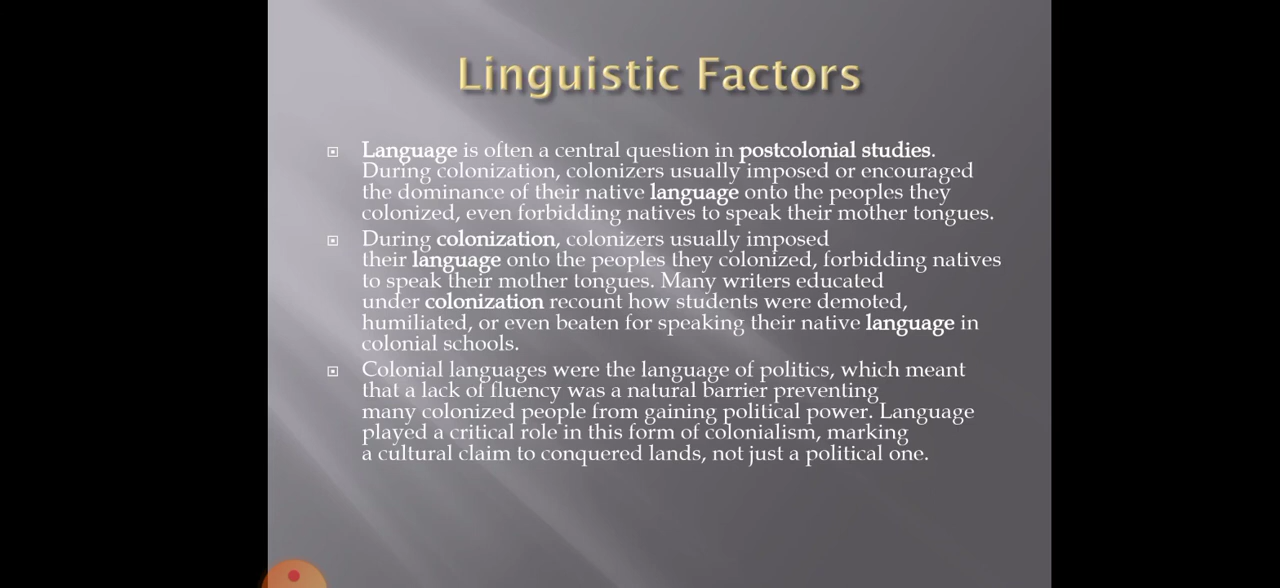 Linguistic Factors
Language is often a central question in postcolonial studies.
During colonization, colonizers usually imposed or encouraged
the dominance of their native language onto the peoples they
colonized, even forbidding natives to speak their mother tongues.
During colonization, colonizers usually imposed
their language onto the peoples they colonized, forbidding natives
to speak their mother tongues. Many writers educated
under colonization recount how students were demoted,
humiliated, or even beaten for speaking their native language in
colonial schools.
Colonial languages were the language of politics, which meant
that a lack of fluency was a natural barrier preventing
many colonized people from gaining political power. Language
played a critical role in this form of colonialism, marking
a cultural claim to conquered lands, not just a political one.